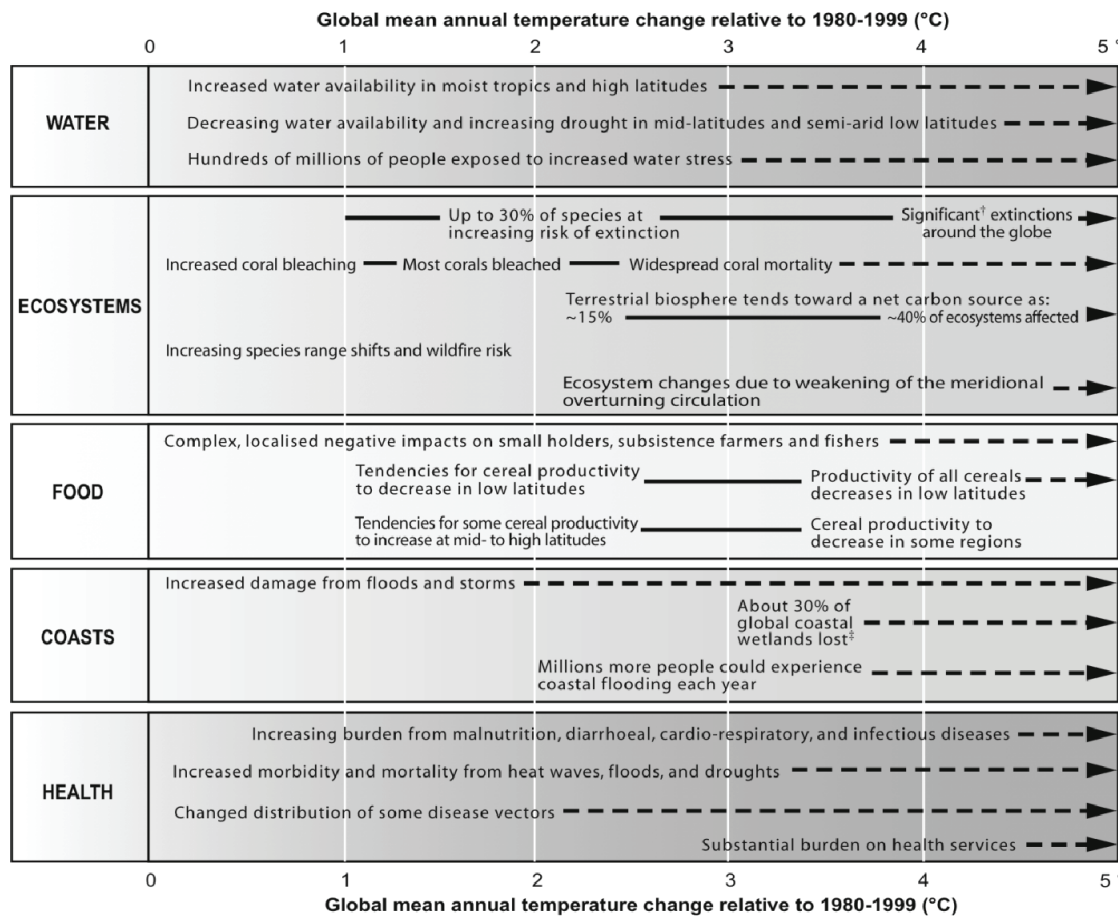 Global mean annual temperature change relative to 1980-1999 (°C)
0 1 2 3 4 5 °
WATER
Increased water availability in moist tropics and high latitudes
Decreasing water availability and increasing drought in mid-latitudes and semi-arid low latitudes
Hundreds of millions of people exposed to increased water stress
ECOSYSTEMS
Up to 30% of species at
increasing risk of extinction
Significant† extinctions
around the globe
Increased coral bleaching Most corals bleached Widespread coral mortality
Terrestrial biosphere tends toward a net carbon source as:
~15% ~40% of ecosystems affected
Increasing species range shifts and wildfire risk
Ecosystem changes due to weakening of the meridional
overturning circulation
FOOD
Complex, localised negative impacts on small holders, subsistence farmers and fishers
Tendencies for cereal productivity
to decrease in low latitudes
Productivity of all cereals
decreases in low latitudes
Tendencies for some cereal productivity
to increase at mid- to high latitudes
Cereal productivity to
decrease in some regions
COASTS
Increased damage from floods and storms
About 30% of
global coastal
wetlands lost‡
Millions more people could experience
coastal flooding each year
HEALTH
Increasing burden from malnutrition, diarrhoeal, cardio-respiratory, and infectious diseases
Increased morbidity and mortality from heat waves, floods, and droughts
Changed distribution of some disease vectors
Substantial burden on health services
0 1 2 3 4 5 °
Global mean annual temperature change relative to 1980-1999 (°C)